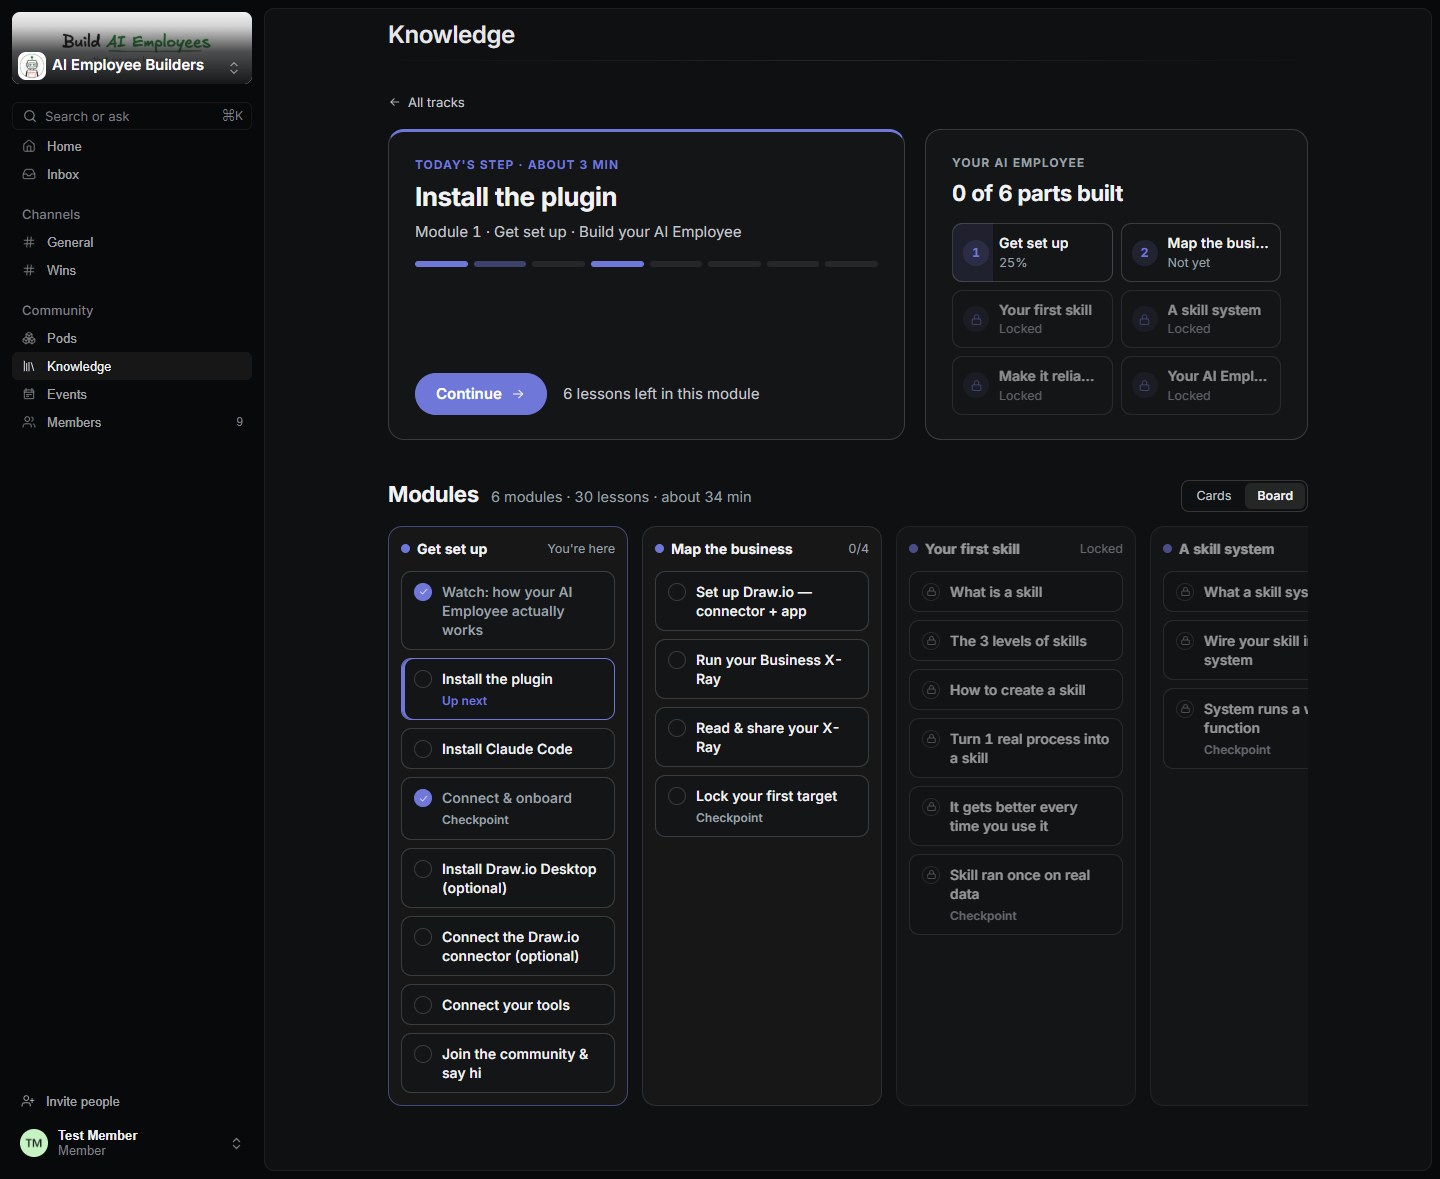 Build AI Employees
AI Employee Builders
Search or ask
⌘K
Home
Inbox
Channels
General
Wins
Community
Pods
Knowledge
Events
Members
9
Invite people
TM
Test Member
Member
Knowledge
← All tracks
TODAY'S STEP · ABOUT 3 MIN
Install the plugin
Module 1 · Get set up · Build your AI Employee
Continue →
6 lessons left in this module
YOUR AI EMPLOYEE
0 of 6 parts built
1
Get set up
25%
2
Map the busi...
Not yet
Your first skill
Locked
A skill system
Locked
Make it relia...
Locked
Your AI Empl...
Locked
Modules
6 modules · 30 lessons · about 34 min
Cards
Board
Get set up
You're here
Watch: how your AI
Employee actually
works
Install the plugin
Up next
Install Claude Code
Connect & onboard
Checkpoint
Install Draw.io Desktop
(optional)
Connect the Draw.io
connector (optional)
Connect your tools
Join the community &
say hi
Map the business
0/4
Set up Draw.io —
connector + app
Run your Business X-
Ray
Read & share your X-
Ray
Lock your first target
Checkpoint
Your first skill
Locked
What is a skill
The 3 levels of skills
How to create a skill
Turn 1 real process into
a skill
It gets better every
time you use it
Skill ran once on real
data
Checkpoint
A skill system
What a skill sys
Wire your skill i
system
System runs a
function
Checkpoint